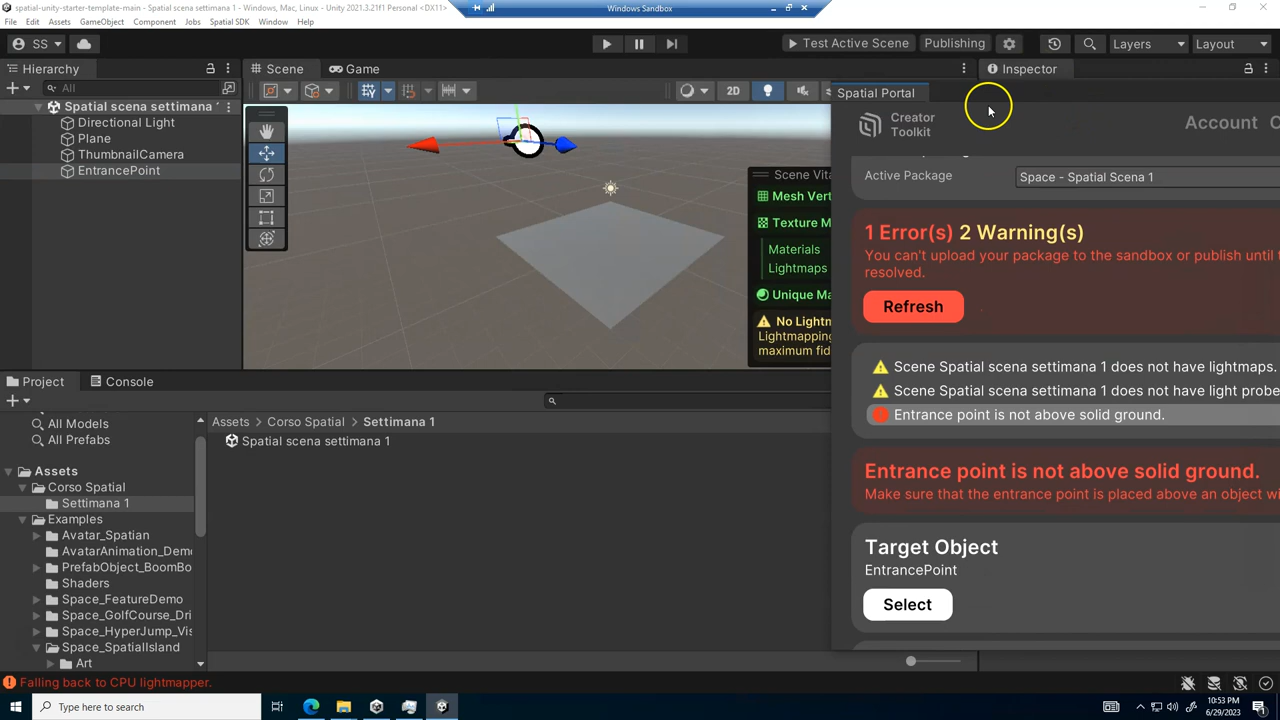 spatial-unity-starter-template-main - Spatial scena settimana 1 - Windows, Mac, Linux - Unity 2021.3.21f1 Personal <DX11>
Windows Sandbox
File Edit Assets GameObject Component Jobs Spatial SDK Window Help
SS
Test Active Scene
Publishing
Layers
Layout
Hierarchy
Scene
Game
Inspector
All
2D
Spatial scena settimana 1
Directional Light
Plane
ThumbnailCamera
EntrancePoint
Scene Vita
Mesh Vert
Texture M
Materials
Lightmaps
Unique Ma
No Lightn
Lightmapping
maximum fid
Spatial Portal
Creator
Toolkit
Account
Active Package
Space - Spatial Scena 1
1 Error(s) 2 Warning(s)
You can't upload your package to the sandbox or publish until t
resolved.
Refresh
Scene Spatial scena settimana 1 does not have lightmaps.
Scene Spatial scena settimana 1 does not have light probe
Entrance point is not above solid ground.
Entrance point is not above solid ground.
Make sure that the entrance point is placed above an object wi
Target Object
EntrancePoint
Select
Project
Console
All Models
All Prefabs
Assets
Corso Spatial
Settimana 1
Examples
Avatar_Spatian
AvatarAnimation_Demo
PrefabObject_BoomBo
Shaders
Space_FeatureDemo
Space_GolfCourse_Dri
Space_HyperJump_Vis
Space_SpatialIsland
Art
Assets > Corso Spatial > Settimana 1
Spatial scena settimana 1
Falling back to CPU lightmapper.
Type here to search
10:53 PM
6/29/2023